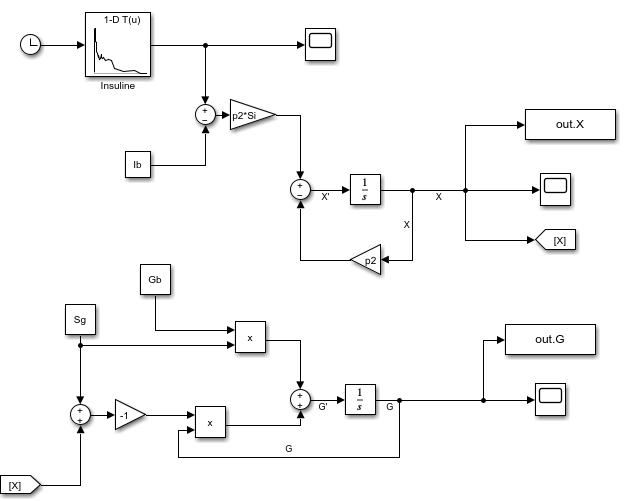 1-D T(u)
Insuline
+
−
p2*Si
Ib
out.X
+
−
X'
1
s
X
X
[X]
p2
Gb
Sg
x
out.G
+
+
G'
1
s
G
+
+
-1
x
G
[X]